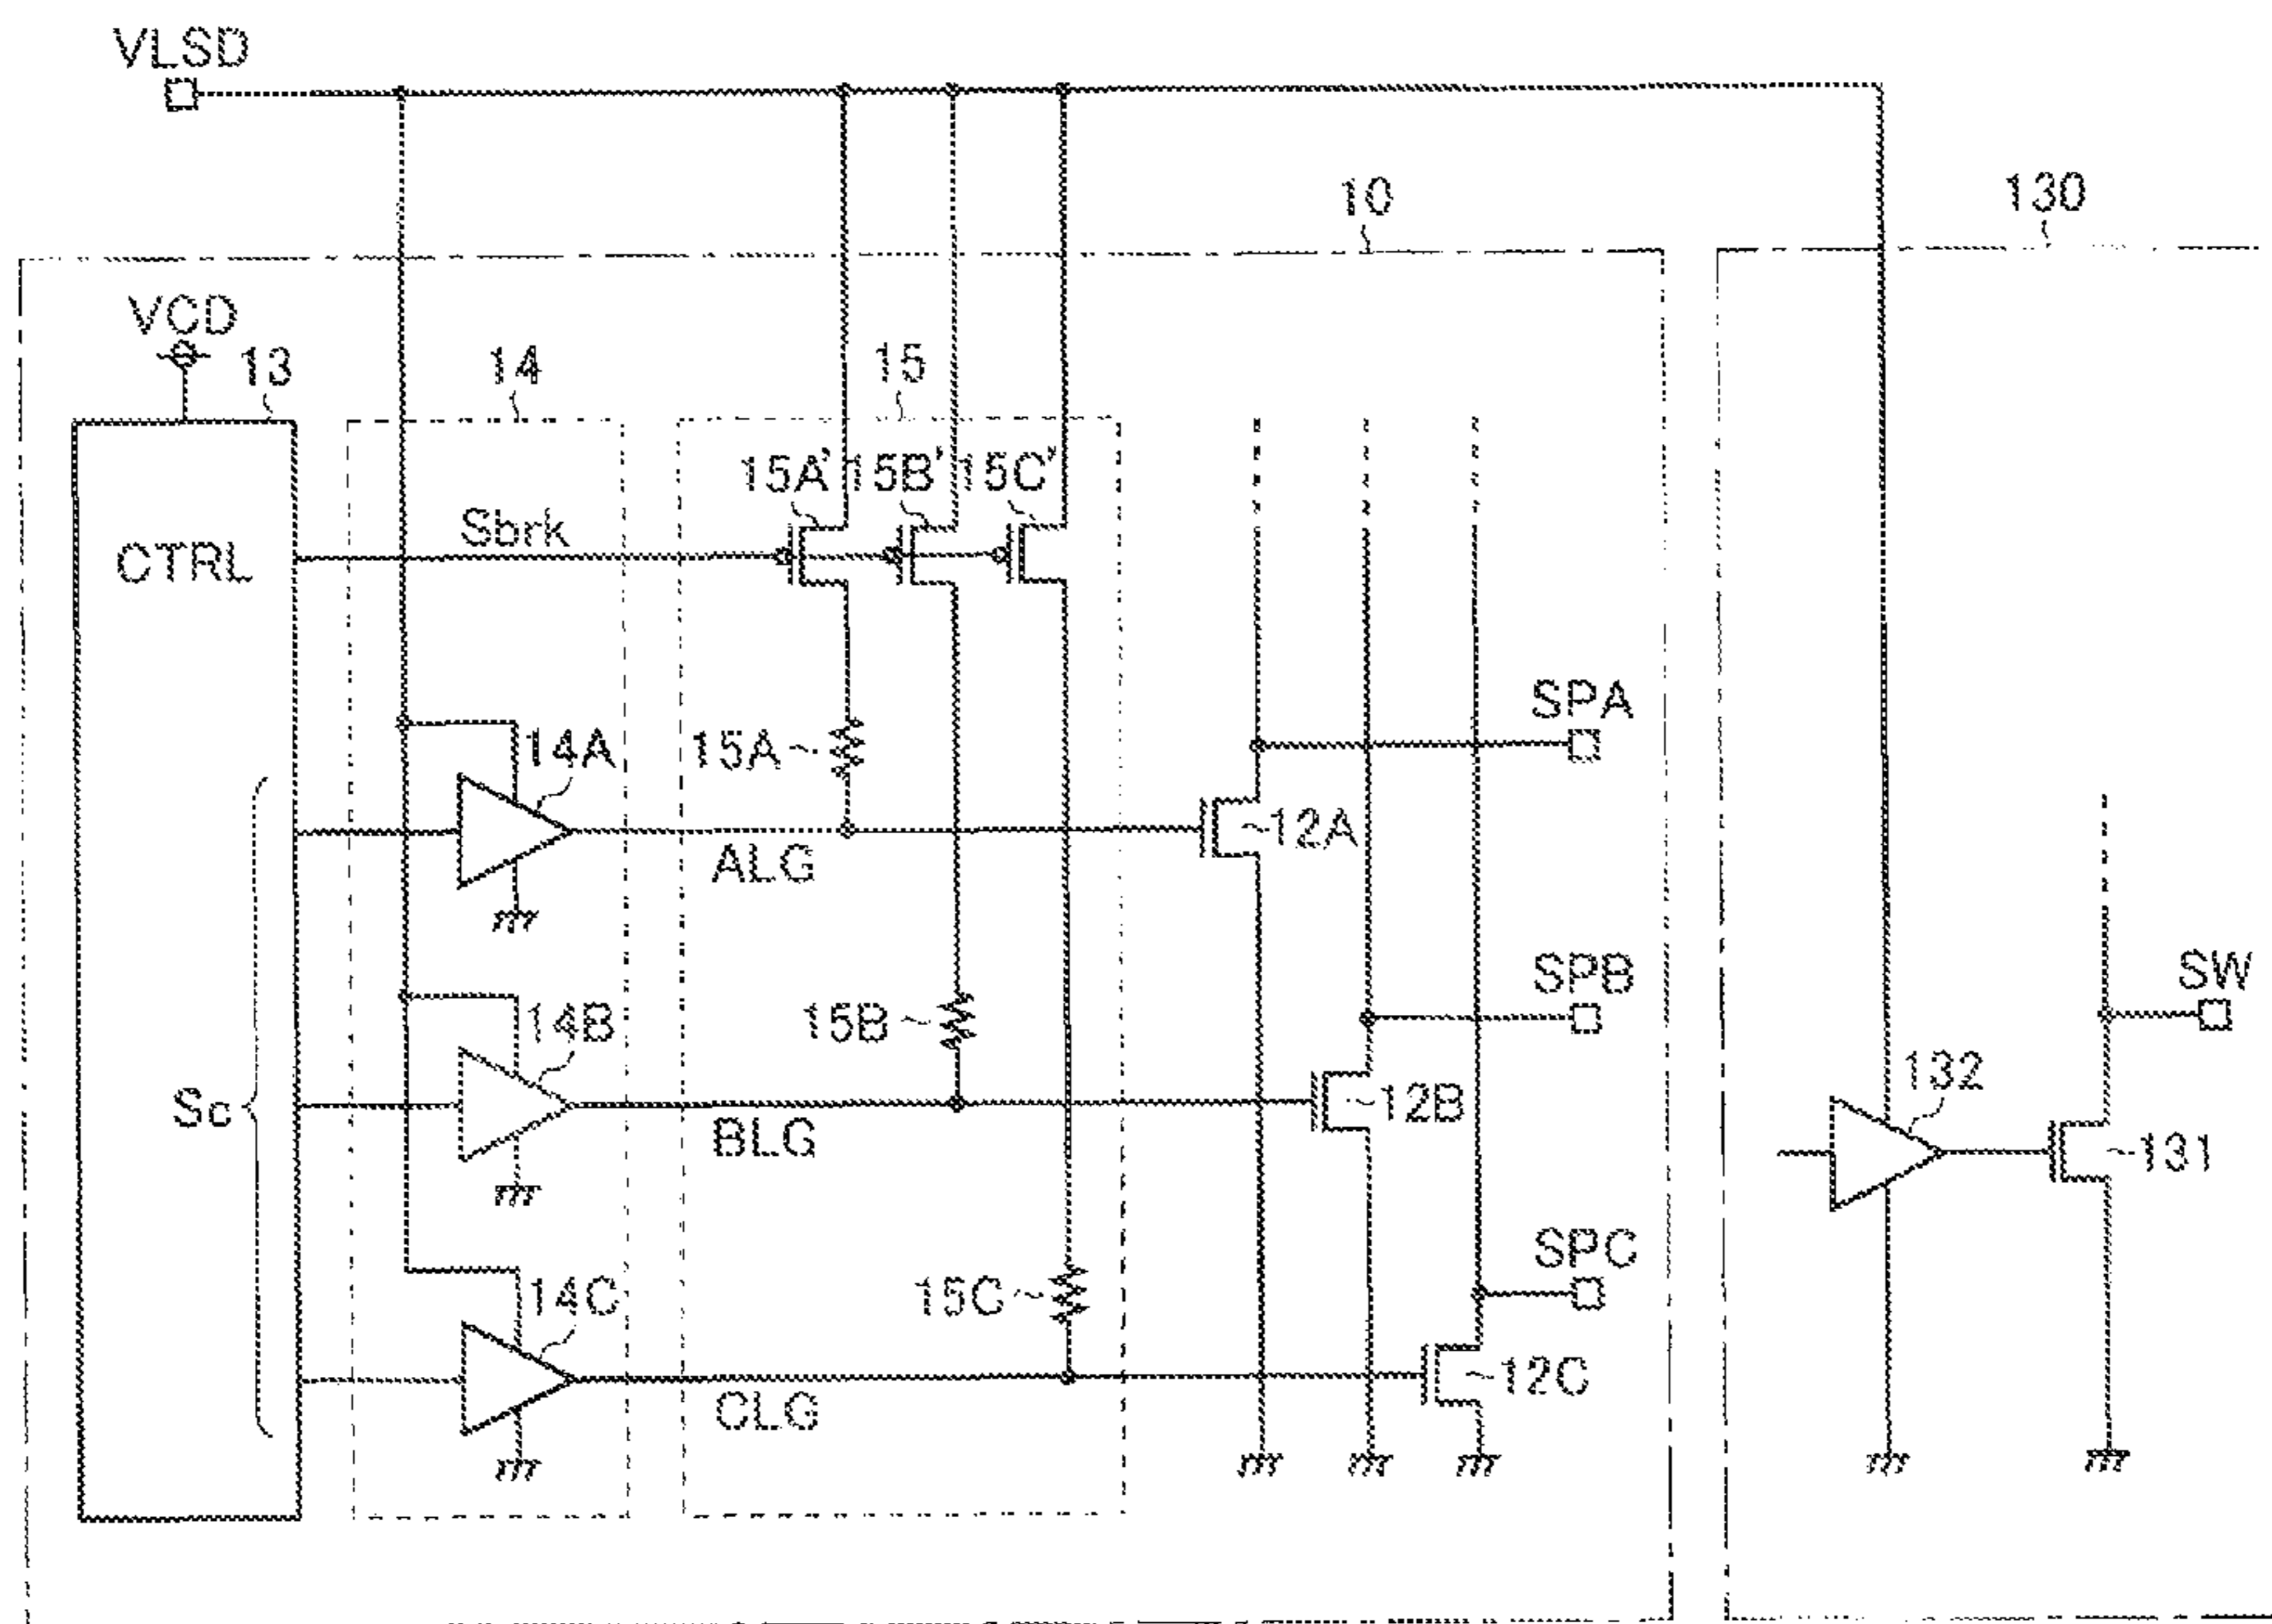 VLSD
10
130
VCD
13
14
15
15A' 15B' 15C'
Sbrk
CTRL
SPA
14A
15A
12A
ALG
SPB
SW
14B
15B
132
Sc
12B
131
BLG
SPC
14C
15C
12C
CLG